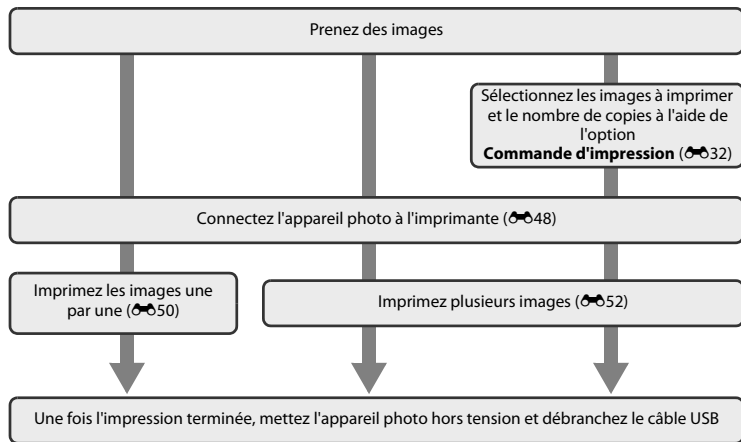 Prenez des images
Sélectionnez les images à imprimer
et le nombre de copies à l'aide de
l'option
Commande d'impression (32)
Connectez l'appareil photo à l'imprimante (48)
Imprimez les images une
par une (50)
Imprimez plusieurs images (52)
Une fois l'impression terminée, mettez l'appareil photo hors tension et débranchez le câble USB